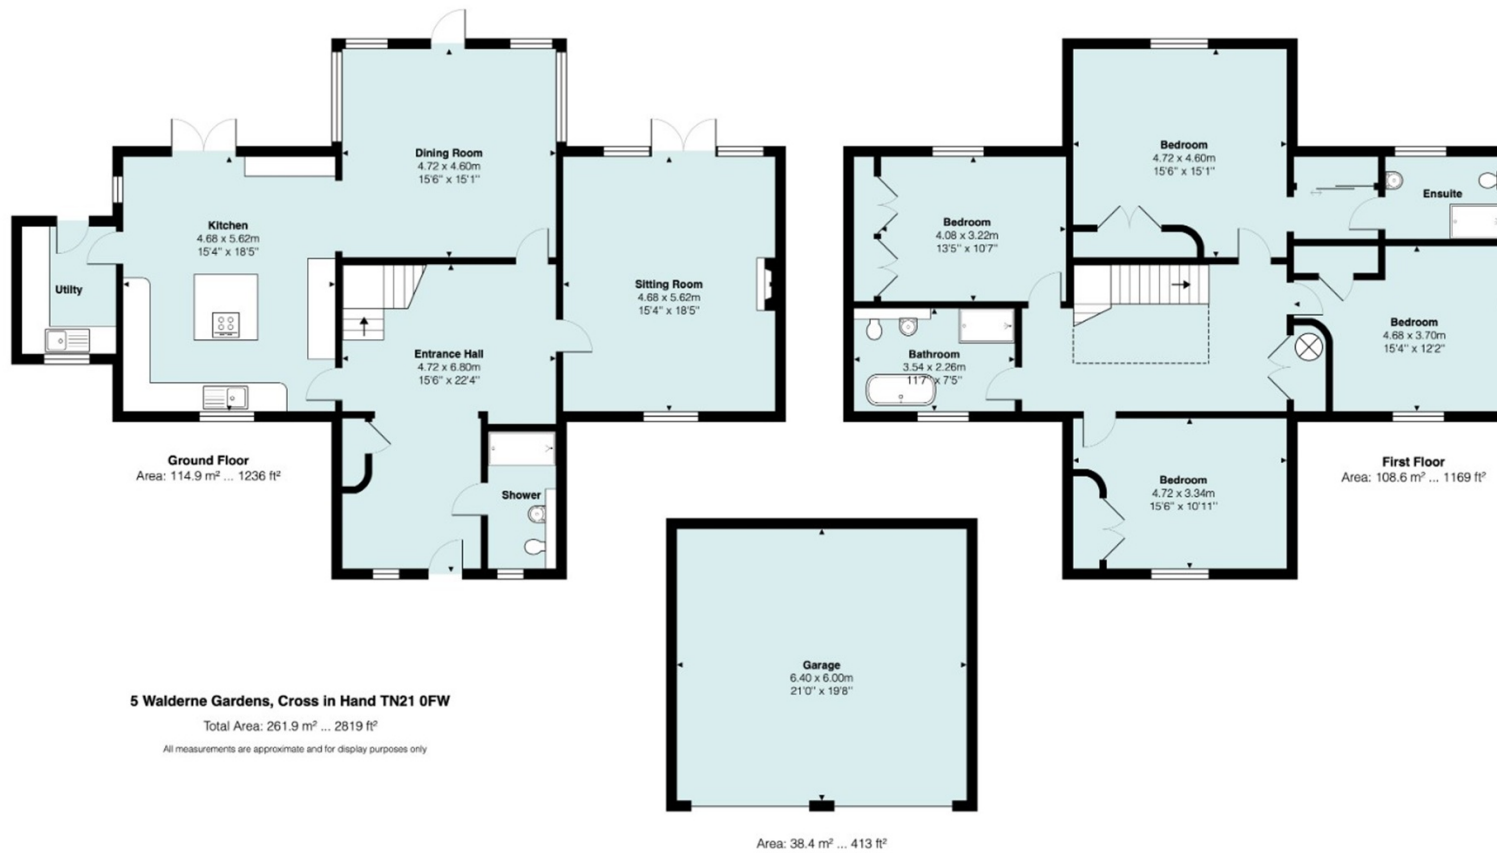 Dining Room
4.72 x 4.60m
15'6" x 15'1"
Kitchen
4.68 x 5.62m
15'4" x 18'5"
Utilty
Sitting Room
4.68 x 5.62m
15'4" x 18'5"
Entrance Hall
4.72 x 6.80m
15'6" x 22'4"
Shower
Ground Floor
Area: 114.9 m² ... 1236 ft²
Bedroom
4.72 x 4.60m
15'6" x 15'1"
Ensuite
Bedroom
4.08 x 3.22m
13'5" x 10'7"
Bedroom
4.68 x 3.70m
15'4" x 12'2"
Bathroom
3.54 x 2.26m
11'7" x 7'5"
Bedroom
4.72 x 3.34m
15'6" x 10'11"
First Floor
Area: 108.6 m² ... 1169 ft²
Garage
6.40 x 6.00m
21'0" x 19'8"
Area: 38.4 m² ... 413 ft²
5 Walderne Gardens, Cross in Hand TN21 0FW
Total Area: 261.9 m² ... 2819 ft²
All measurements are approximate and for display purposes only